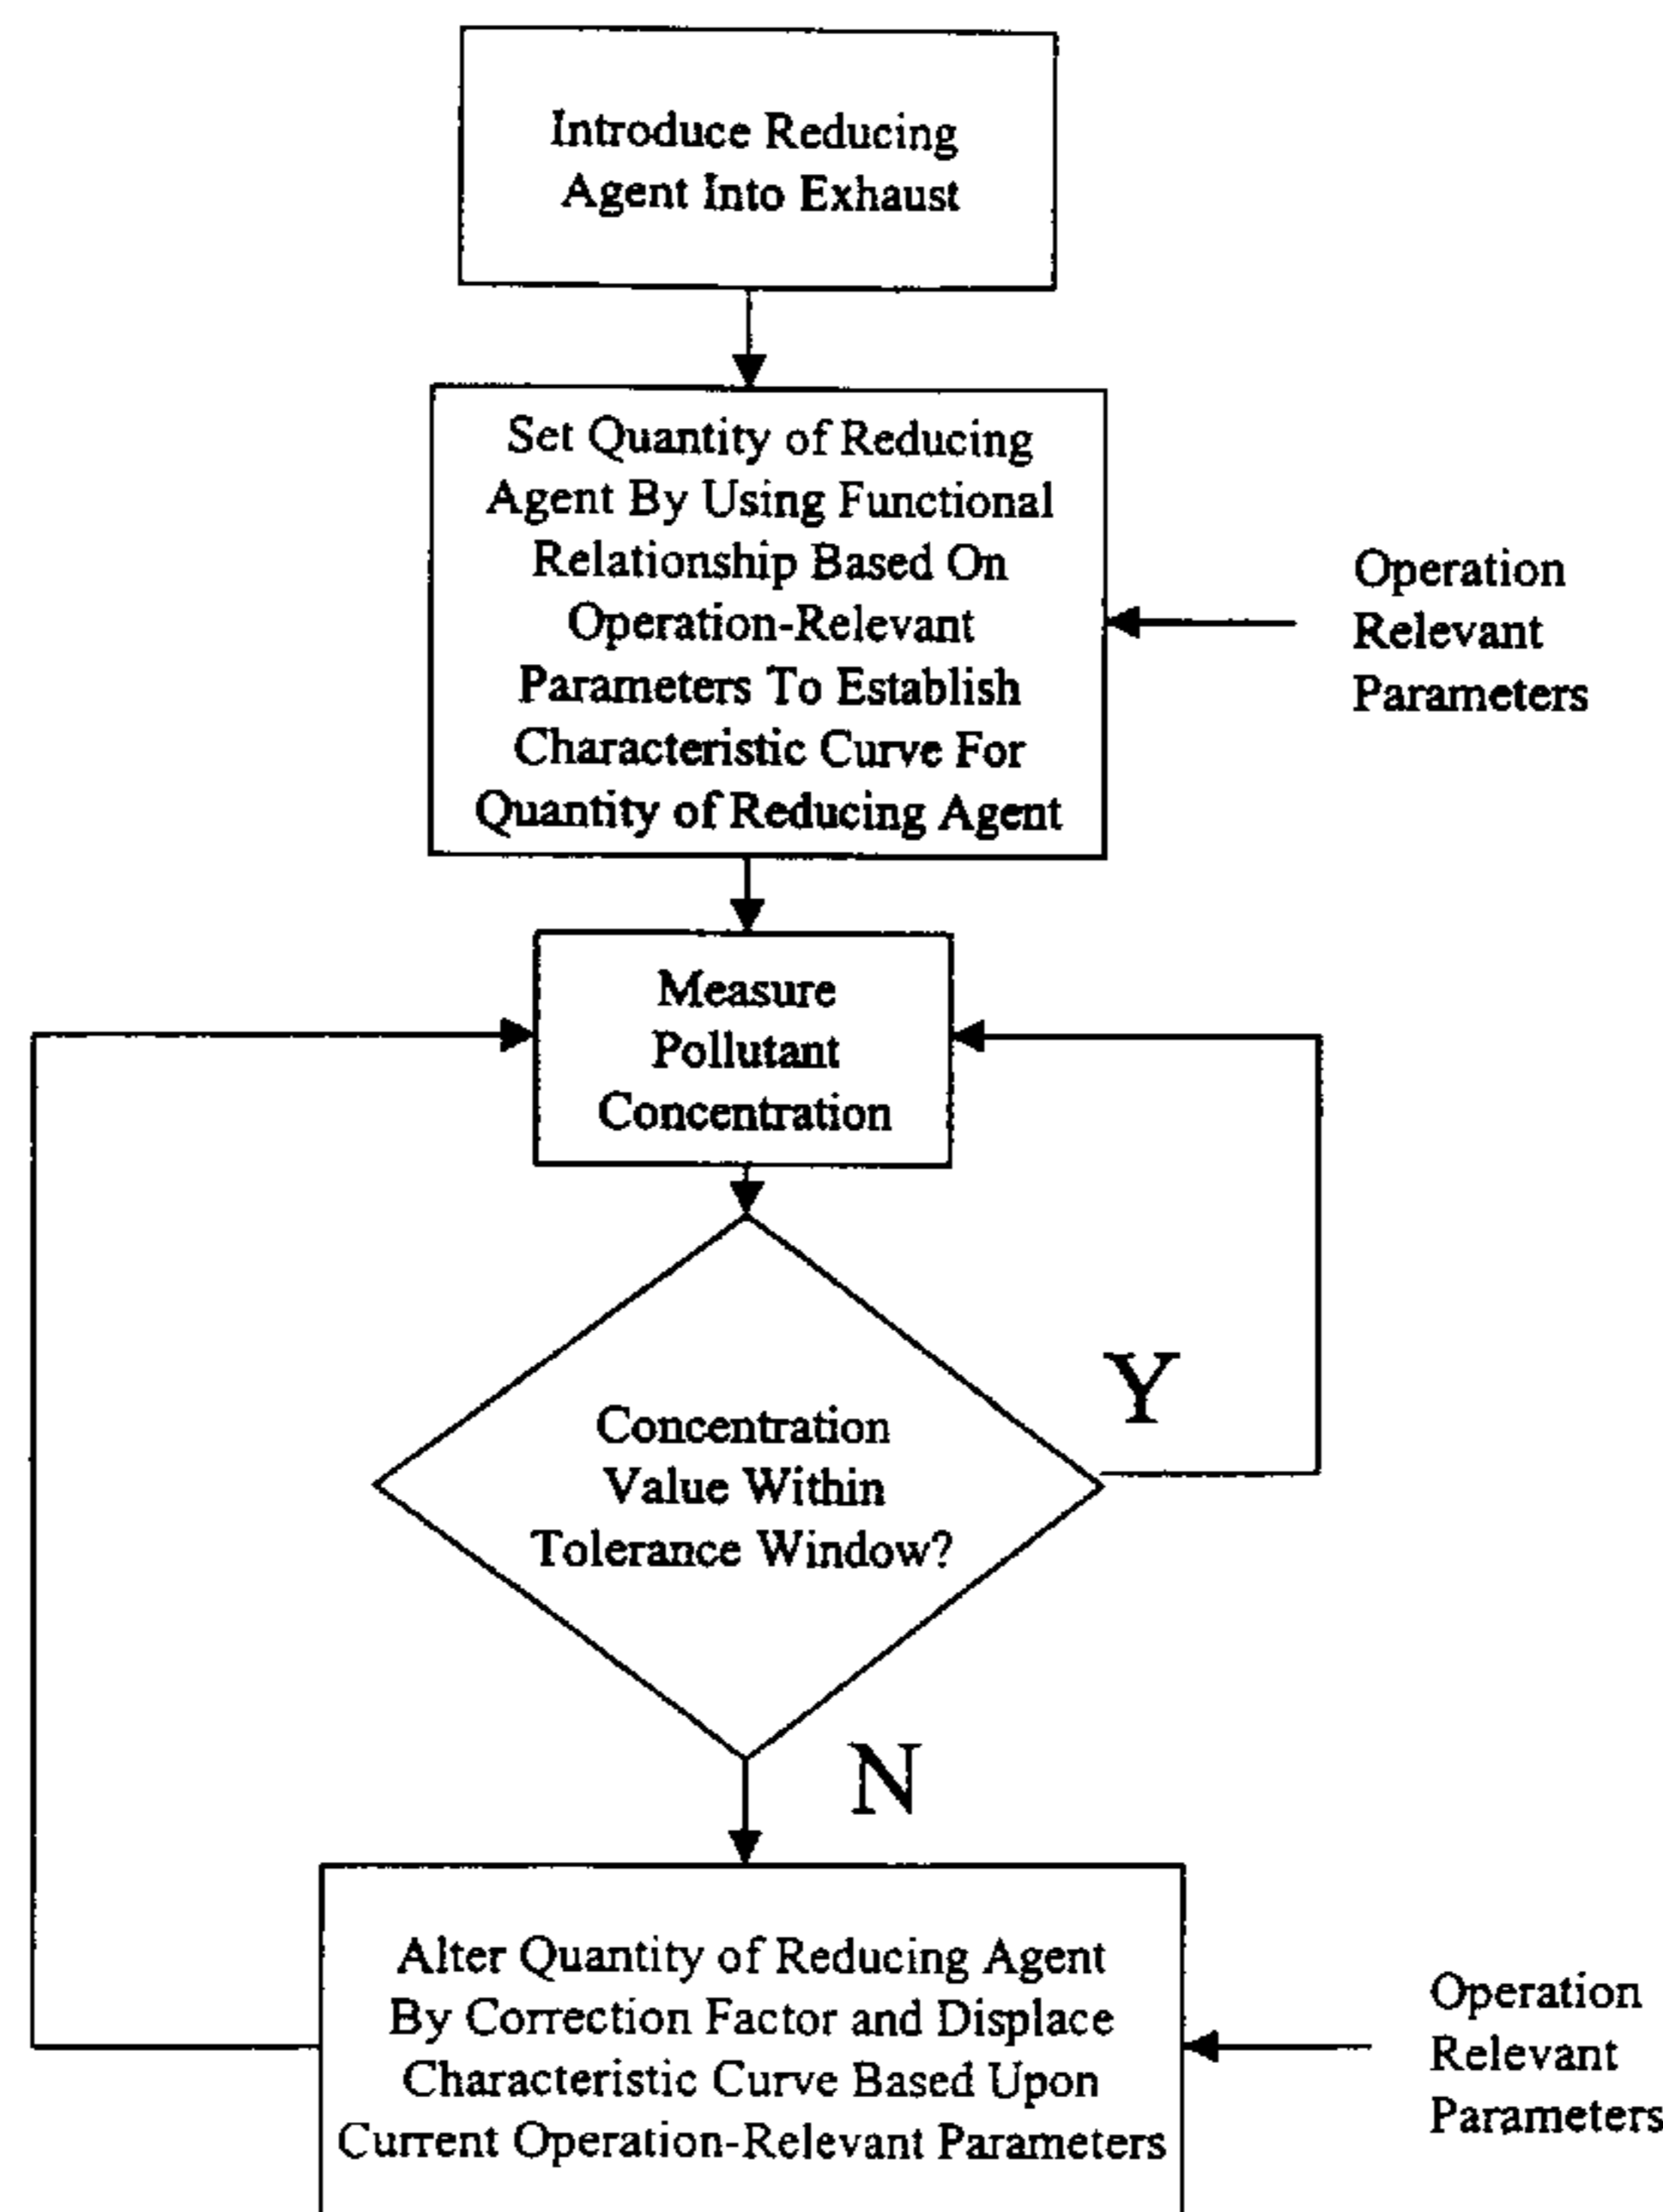 Introduce Reducing
Agent Into Exhaust
Set Quantity of Reducing
Agent By Using Functional
Relationship Based On
Operation-Relevant
Parameters To Establish
Characteristic Curve For
Quantity of Reducing Agent
Operation
Relevant
Parameters
Measure
Pollutant
Concentration
Concentration
Value Within
Tolerance Window?
Y
N
Alter Quantity of Reducing Agent
By Correction Factor and Displace
Characteristic Curve Based Upon
Current Operation-Relevant Parameters
Operation
Relevant
Parameters